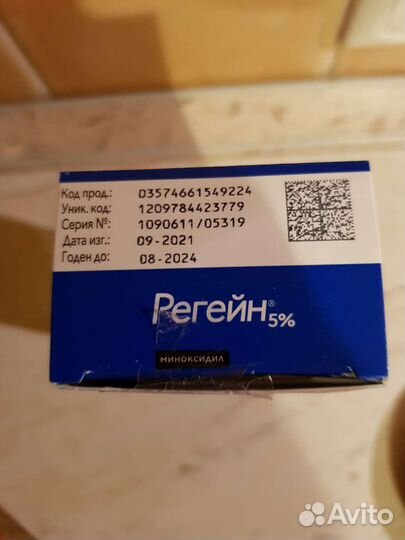 Код прод.: 03574661549224
Уник. код: 1209784423779
Серия №: 1090611/05319
Дата изг.: 09-2021
Годен до: 08-2024
Регейн® 5%
МИНОКСИДИЛ
Avito